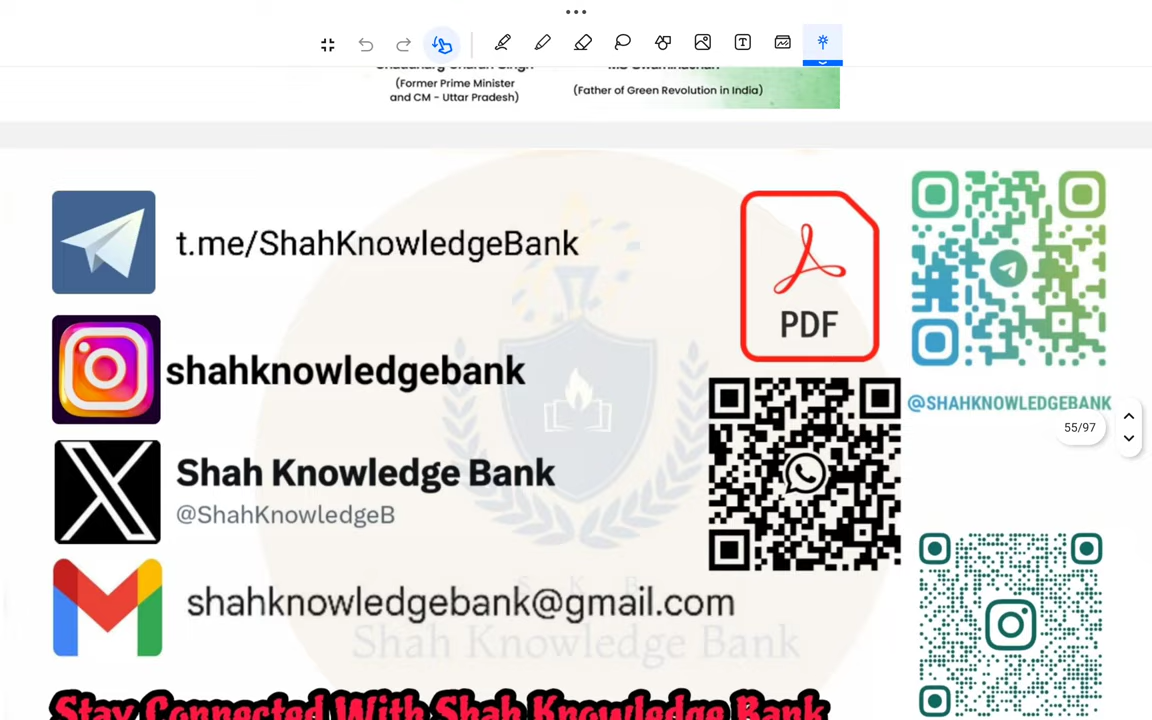 (Former Prime Minister
and CM - Uttar Pradesh)
(Father of Green Revolution in India)
t.me/ShahKnowledgeBank
PDF
@SHAHKNOWLEDGEBANK
shahknowledgebank
55/97
Shah Knowledge Bank
@ShahKnowledgeB
shahknowledgebank@gmail.com
S K B
Shah Knowledge Bank
Stay Connected With Shah Knowledge Bank